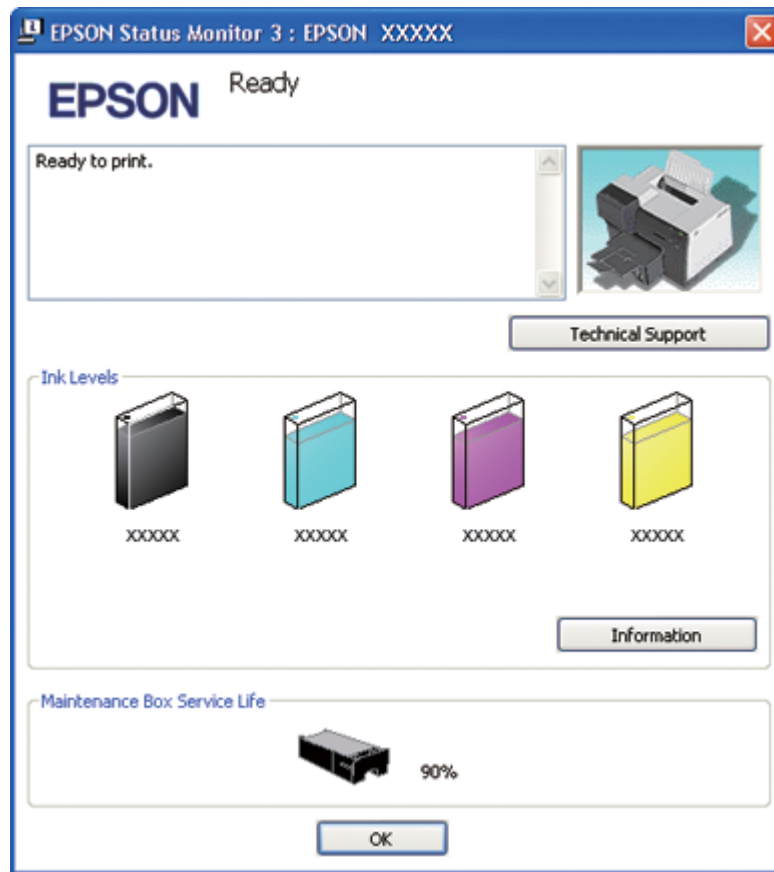 EPSON Status Monitor 3 : EPSON XXXXX
EPSON
Ready
Ready to print.
Technical Support
Ink Levels
XXXXX XXXXX XXXXX XXXXX
Information
Maintenance Box Service Life
90%
OK